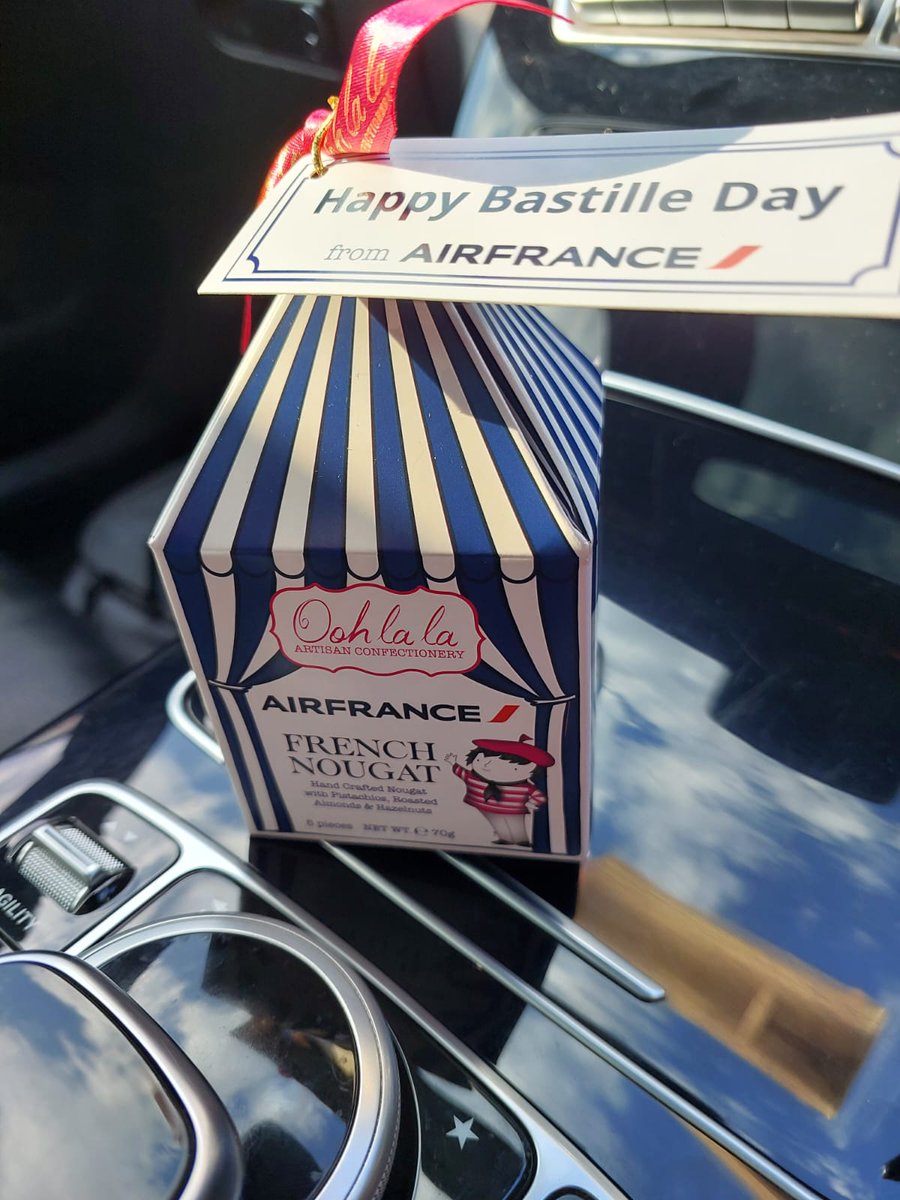 Happy Bastille Day
from AIRFRANCE
Ooh la la
ARTISAN CONFECTIONERY
AIRFRANCE
FRENCH
NOUGAT
Hand Crafted Nougat
with Pistachios, Roasted
Almonds & Hazelnuts
5 pieces NET WT. ℮ 70g
AGILITY